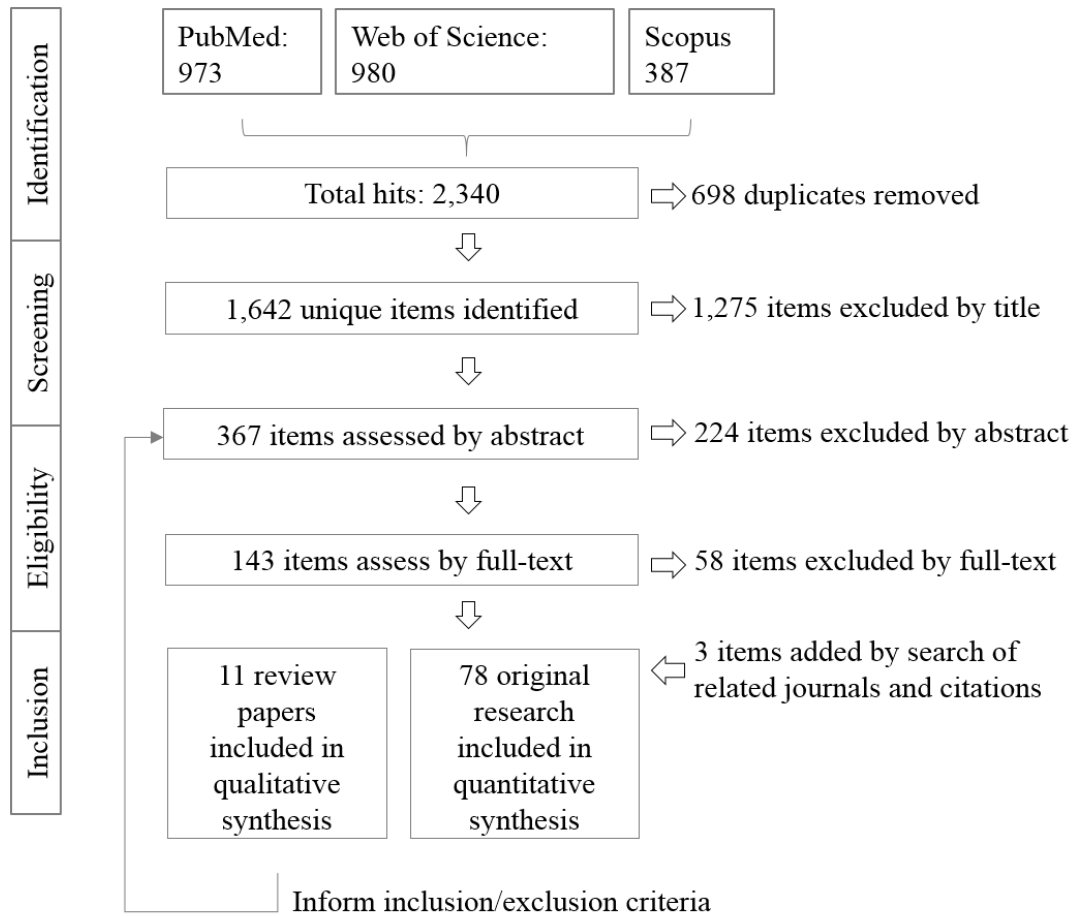 Identification
PubMed:
973
Web of Science:
980
Scopus
387
Total hits: 2,340
698 duplicates removed
Screening
1,642 unique items identified
1,275 items excluded by title
Eligibility
367 items assessed by abstract
224 items excluded by abstract
143 items assess by full-text
58 items excluded by full-text
Inclusion
11 review
papers
included in
qualitative
synthesis
78 original
research
included in
quantitative
synthesis
3 items added by search of
related journals and citations
Inform inclusion/exclusion criteria